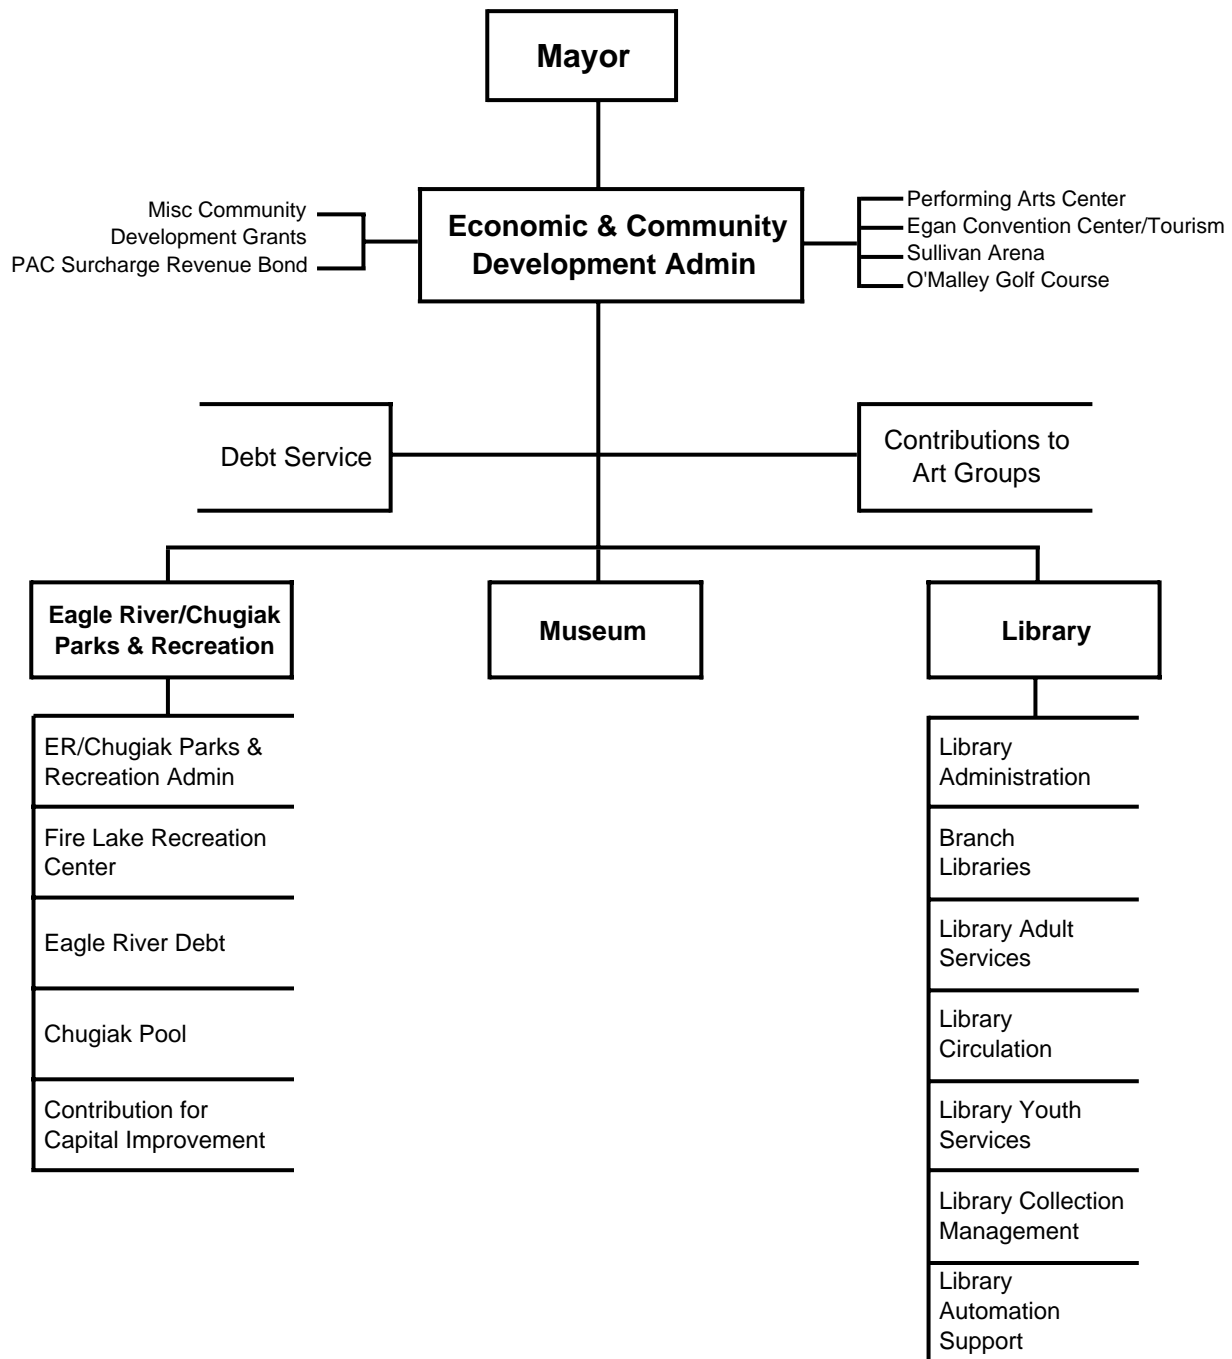 Mayor
Misc Community
Development Grants
PAC Surcharge Revenue Bond
Economic & Community
Development Admin
Performing Arts Center
Egan Convention Center/Tourism
Sullivan Arena
O'Malley Golf Course
Debt Service
Contributions to
Art Groups
Eagle River/Chugiak
Parks & Recreation
Museum
Library
ER/Chugiak Parks &
Recreation Admin
Fire Lake Recreation
Center
Eagle River Debt
Chugiak Pool
Contribution for
Capital Improvement
Library
Administration
Branch
Libraries
Library Adult
Services
Library
Circulation
Library Youth
Services
Library Collection
Management
Library
Automation
Support